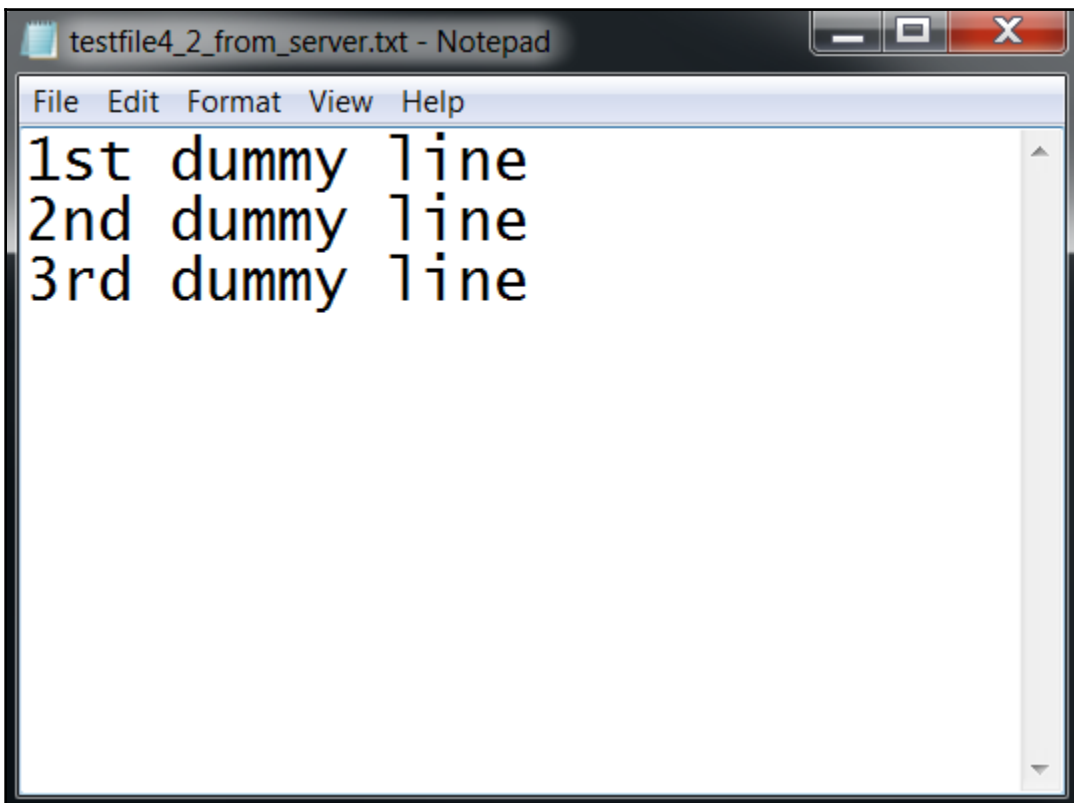 testfile4_2_from_server.txt - Notepad
File Edit Format View Help
1st dummy line
2nd dummy line
3rd dummy line